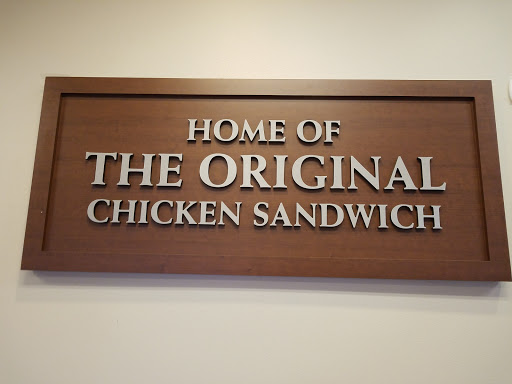 HOME OF
THE ORIGINAL
CHICKEN SANDWICH